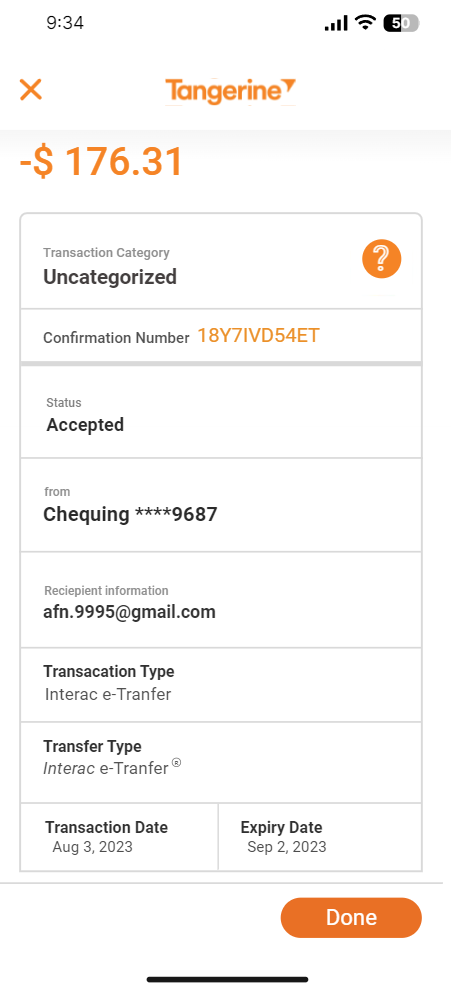 9:34
50
Tangerine
-$ 176.31
Transaction Category
?
Uncategorized
Confirmation Number 18Y7IVD54ET
Status
Accepted
from
Chequing ****9687
Reciepient information
afn.9995@gmail.com
Transacation Type
Interac e-Tranfer
Transfer Type
Interac e-Tranfer ®
Transaction Date
Aug 3, 2023
Expiry Date
Sep 2, 2023
Done